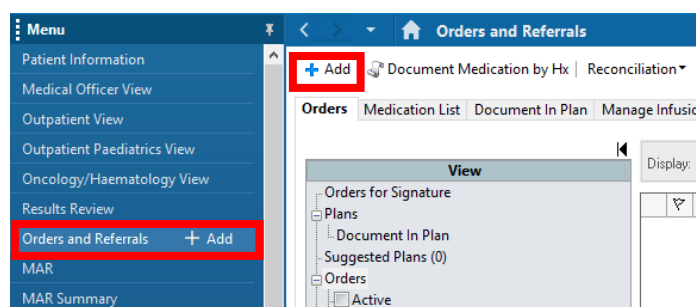 Menu
Patient Information
Medical Officer View
Outpatient View
Outpatient Paediatrics View
Oncology/Haematology View
Results Review
Orders and Referrals + Add
MAR
MAR Summary
Orders and Referrals
+ Add Document Medication by Hx Reconciliation
Orders Medication List Document In Plan Manage
View
Display:
Orders for Signature
Plans
Document In Plan
Suggested Plans (0)
Orders
Active